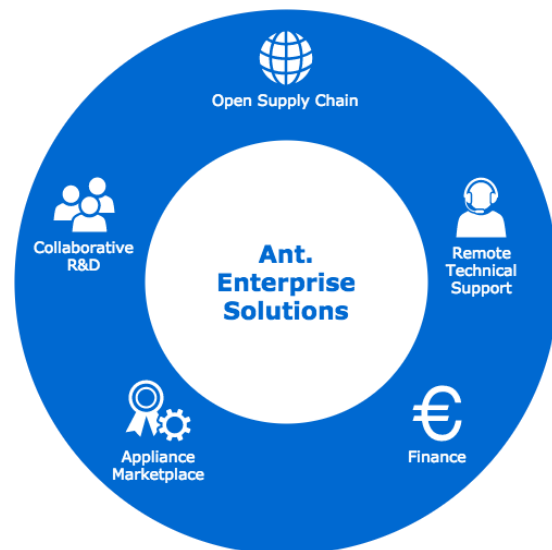 Open Supply Chain
Collaborative
R&D
Remote
Technical
Support
Ant.
Enterprise
Solutions
Appliance
Marketplace
€
Finance